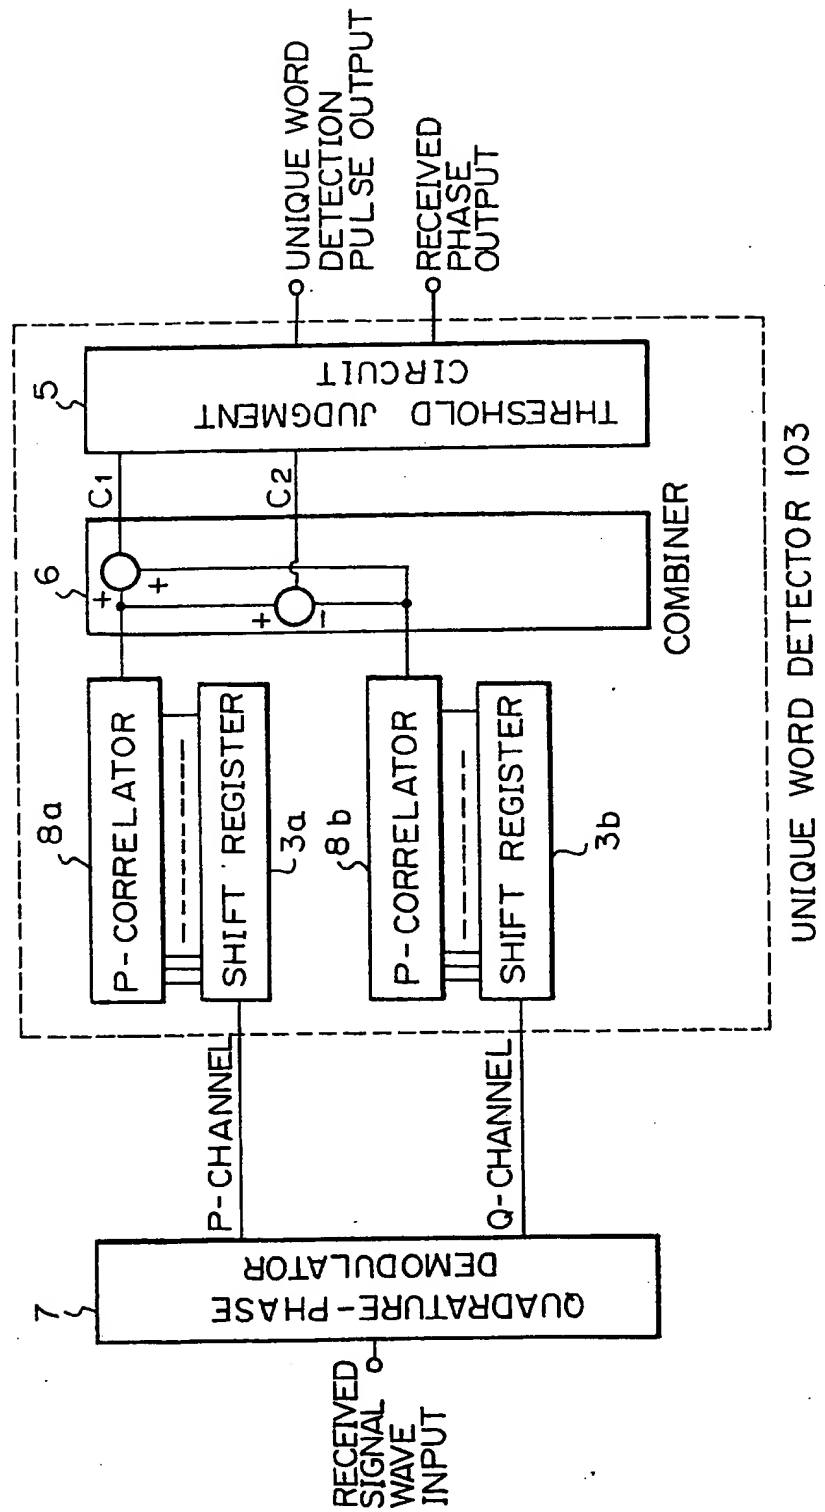 RECEIVED
SIGNAL
WAVE
INPUT
7
QUADRATURE-PHASE
DEMODULATOR
P-CHANNEL
Q-CHANNEL
8a
P-CORRELATOR
SHIFT REGISTER
3a
8b
P-CORRELATOR
SHIFT REGISTER
3b
6
+
+
+
−
COMBINER
C1
C2
5
THRESHOLD JUDGMENT
CIRCUIT
UNIQUE WORD
DETECTION
PULSE OUTPUT
RECEIVED
PHASE
OUTPUT
UNIQUE WORD DETECTOR 103